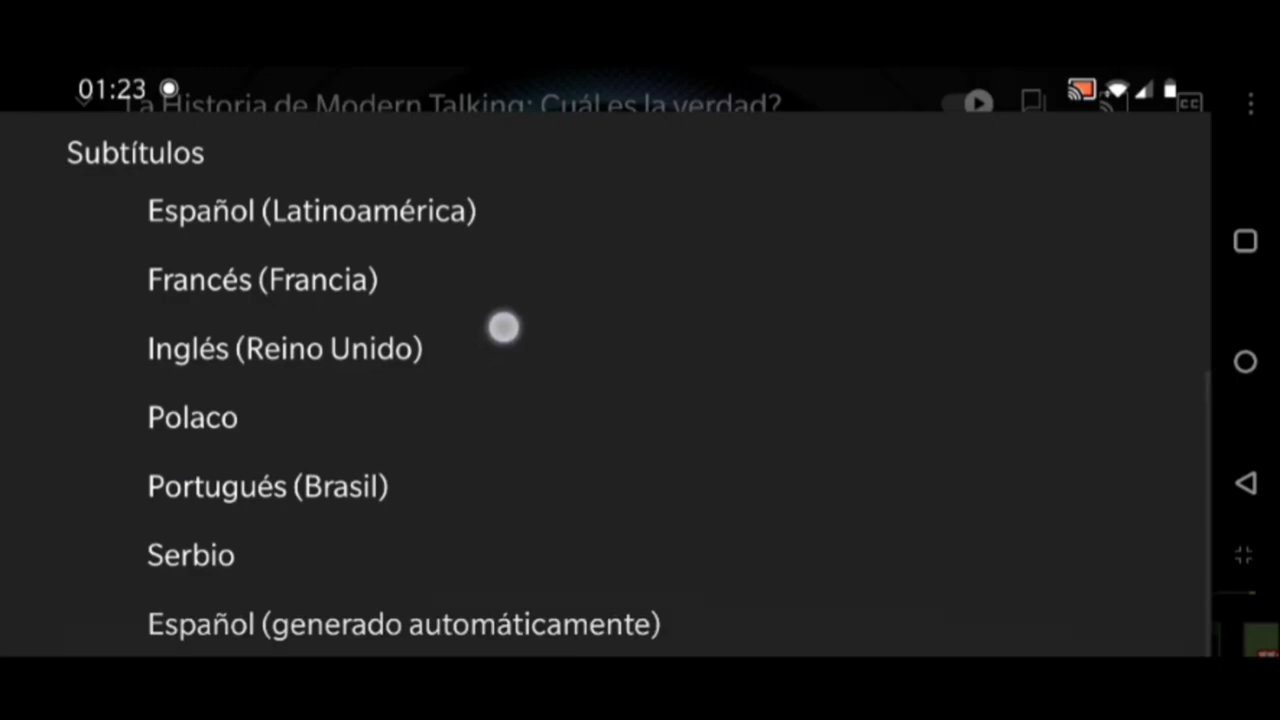 01:23
La Historia de Modern Talking: Cuál es la verdad?
CC
Subtítulos
Español (Latinoamérica)
Francés (Francia)
Inglés (Reino Unido)
Polaco
Portugués (Brasil)
Serbio
Español (generado automáticamente)